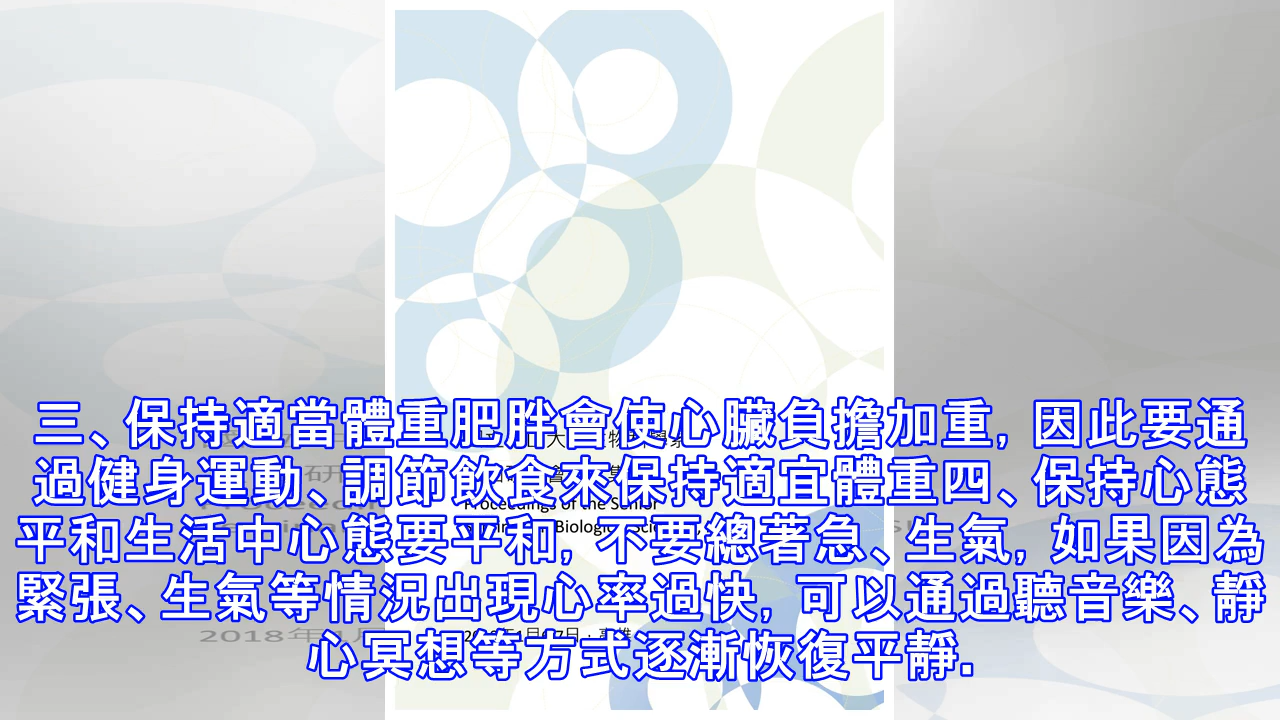 三、保持適當體重肥胖會使心臟負擔加重, 因此要通
過健身運動、調節飲食來保持適宜體重四、保持心態
平和生活中心態要平和, 不要總著急、生氣, 如果因為
緊張、生氣等情況出現心率過快, 可以通過聽音樂、靜
心冥想等方式逐漸恢復平靜.
Proceedings of the Senior